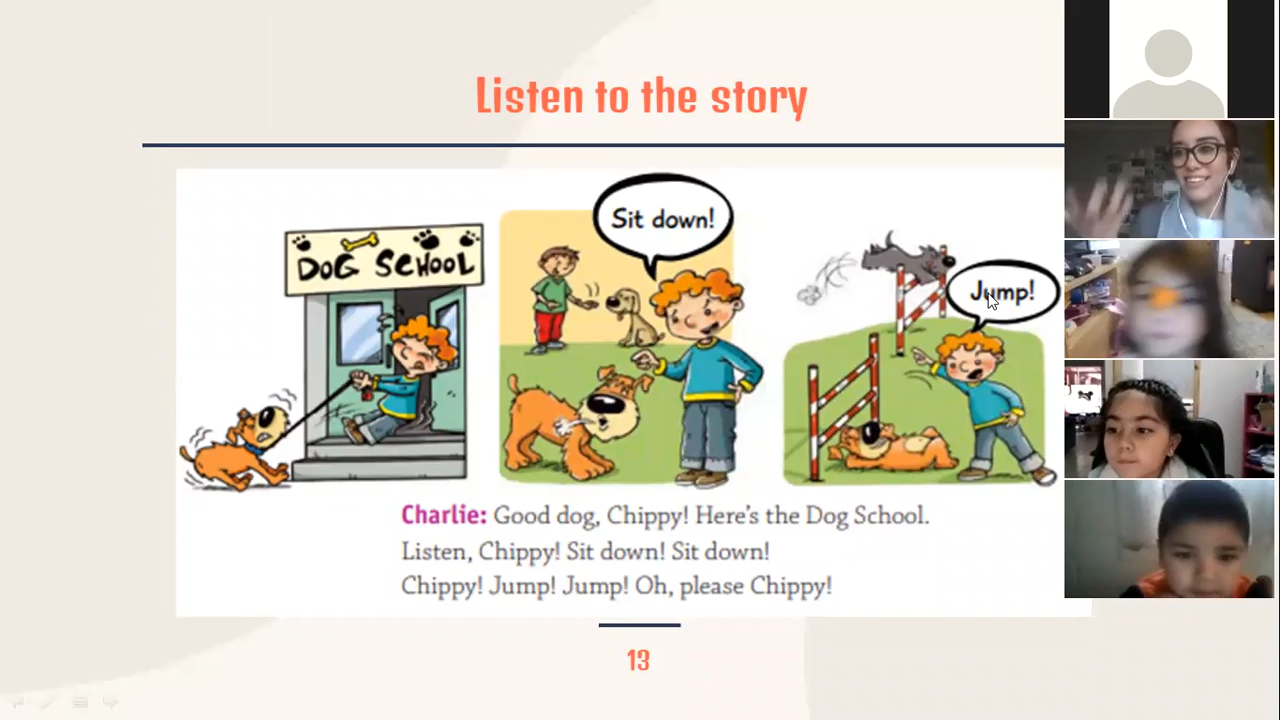 Listen to the story
DOG SCHOOL
Sit down!
Jump!
Charlie: Good dog, Chippy! Here's the Dog School.
Listen, Chippy! Sit down! Sit down!
Chippy! Jump! Jump! Oh, please Chippy!
13